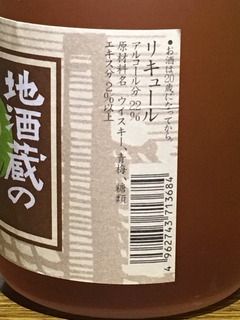 ●お酒は20歳になってから。
リキュール
アルコール分 22%
原材料名 ウイスキー、青梅、糖類
エキス分 2%以上
地酒蔵の
4 962743 713684